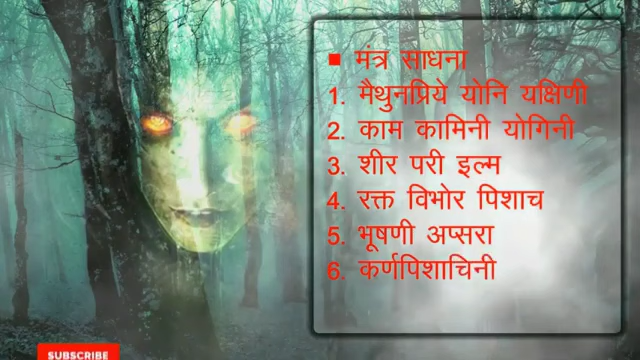 ■ मंत्र साधना
1. मैथुनप्रिये योनि यक्षिणी
2. काम कामिनी योगिनी
3. शीर परी इल्म
4. रक्त विभोर पिशाच
5. भूषणी अप्सरा
6. कर्णपिशाचिनी
SUBSCRIBE